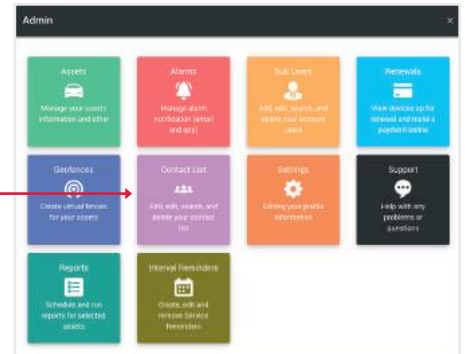 Admin ×
Assets
Manage your assets
information and other
Alarms
Manage alarm
notification (email
and app)
Sub Users
Add, edit, search, and
delete your account
users
Renewals
View devices up for
renewal and make a
payment online
Geofences
Create virtual fences
for your assets
Contact List
Add, edit, search, and
delete your contact
list
Settings
Editing your profile
information
Support
Help with any
problems or
questions
Reports
Schedule and run
reports for selected
assets
Interval Reminders
Create, edit and
remove Service
Reminders